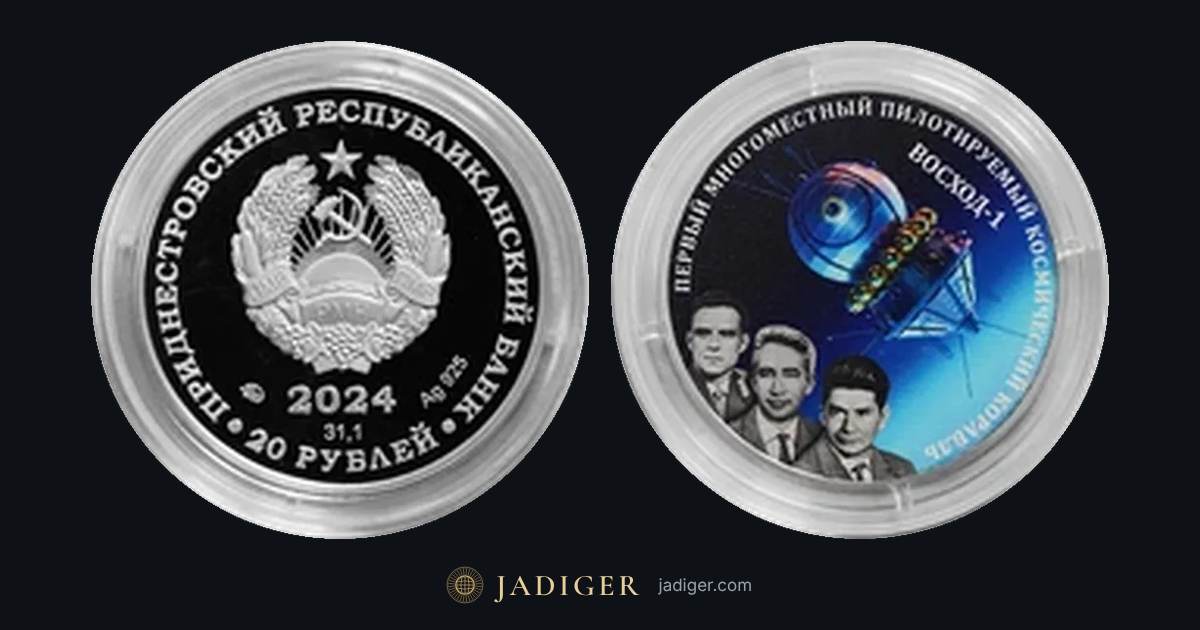 ПРИДНЕСТРОВСКИЙ РЕСПУБЛИКАНСКИЙ БАНК
2024
Ag 925
31,1
• 20 РУБЛЕЙ •
ПЕРВЫЙ МНОГОМЕСТНЫЙ ПИЛОТИРУЕМЫЙ КОСМИЧЕСКИЙ КОРАБЛЬ
ВОСХОД-1
JADIGER
jadiger.com